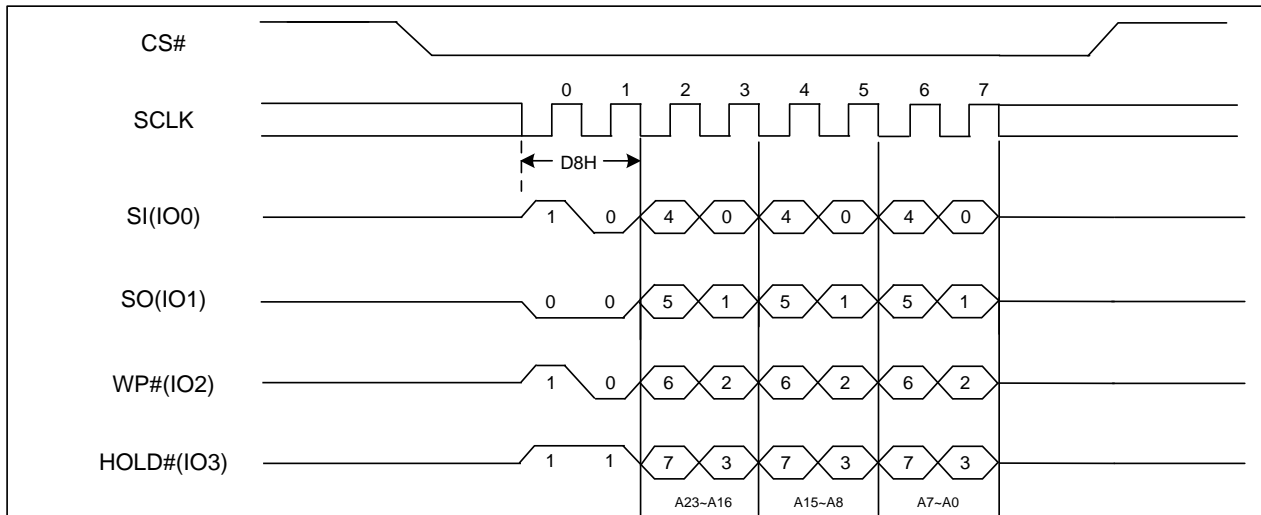 CS#
0 1 2 3 4 5 6 7
SCLK
D8H
SI(IO0) 1 0 4 0 4 0 4 0
SO(IO1) 0 0 5 1 5 1 5 1
WP#(IO2) 1 0 6 2 6 2 6 2
HOLD#(IO3) 1 1 7 3 7 3 7 3
A23~A16 A15~A8 A7~A0